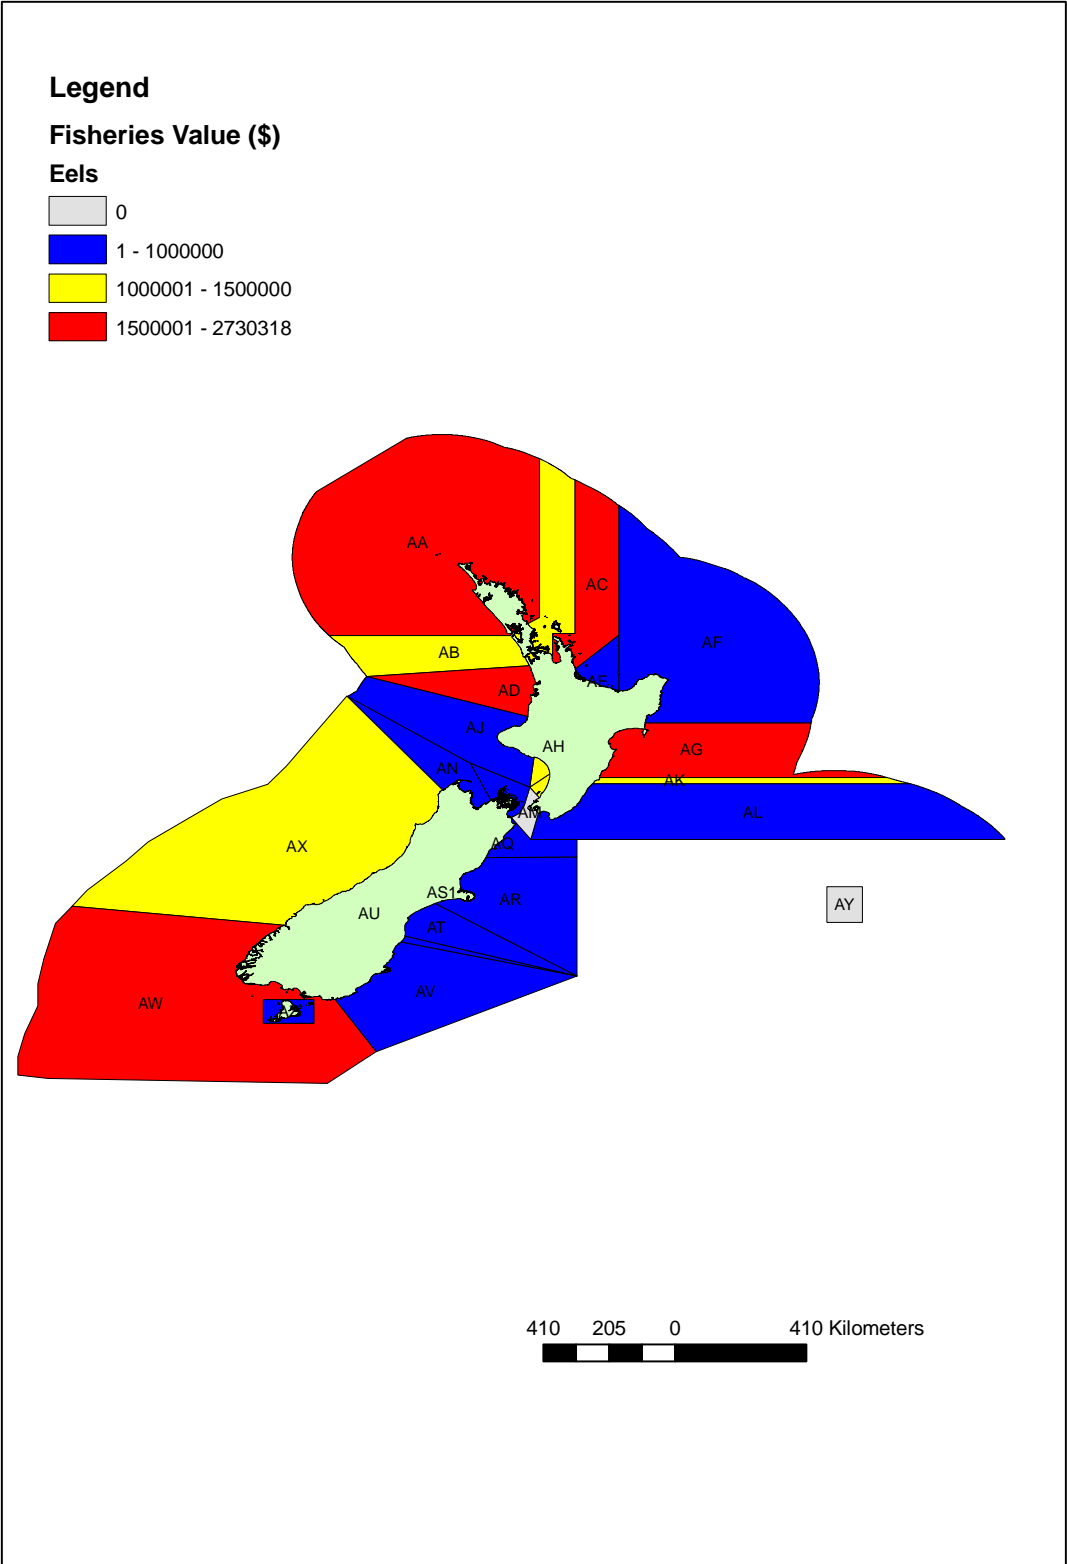 Legend
Fisheries Value ($)
Eels
0
1 - 1000000
1000001 - 1500000
1500001 - 2730318
AA
AC
AF
AB
AE
AD
AJ
AH
AG
AN
AK
AM
AL
AQ
AX
AS1
AR
AY
AU
AT
AV
AW
410 205 0 410 Kilometers